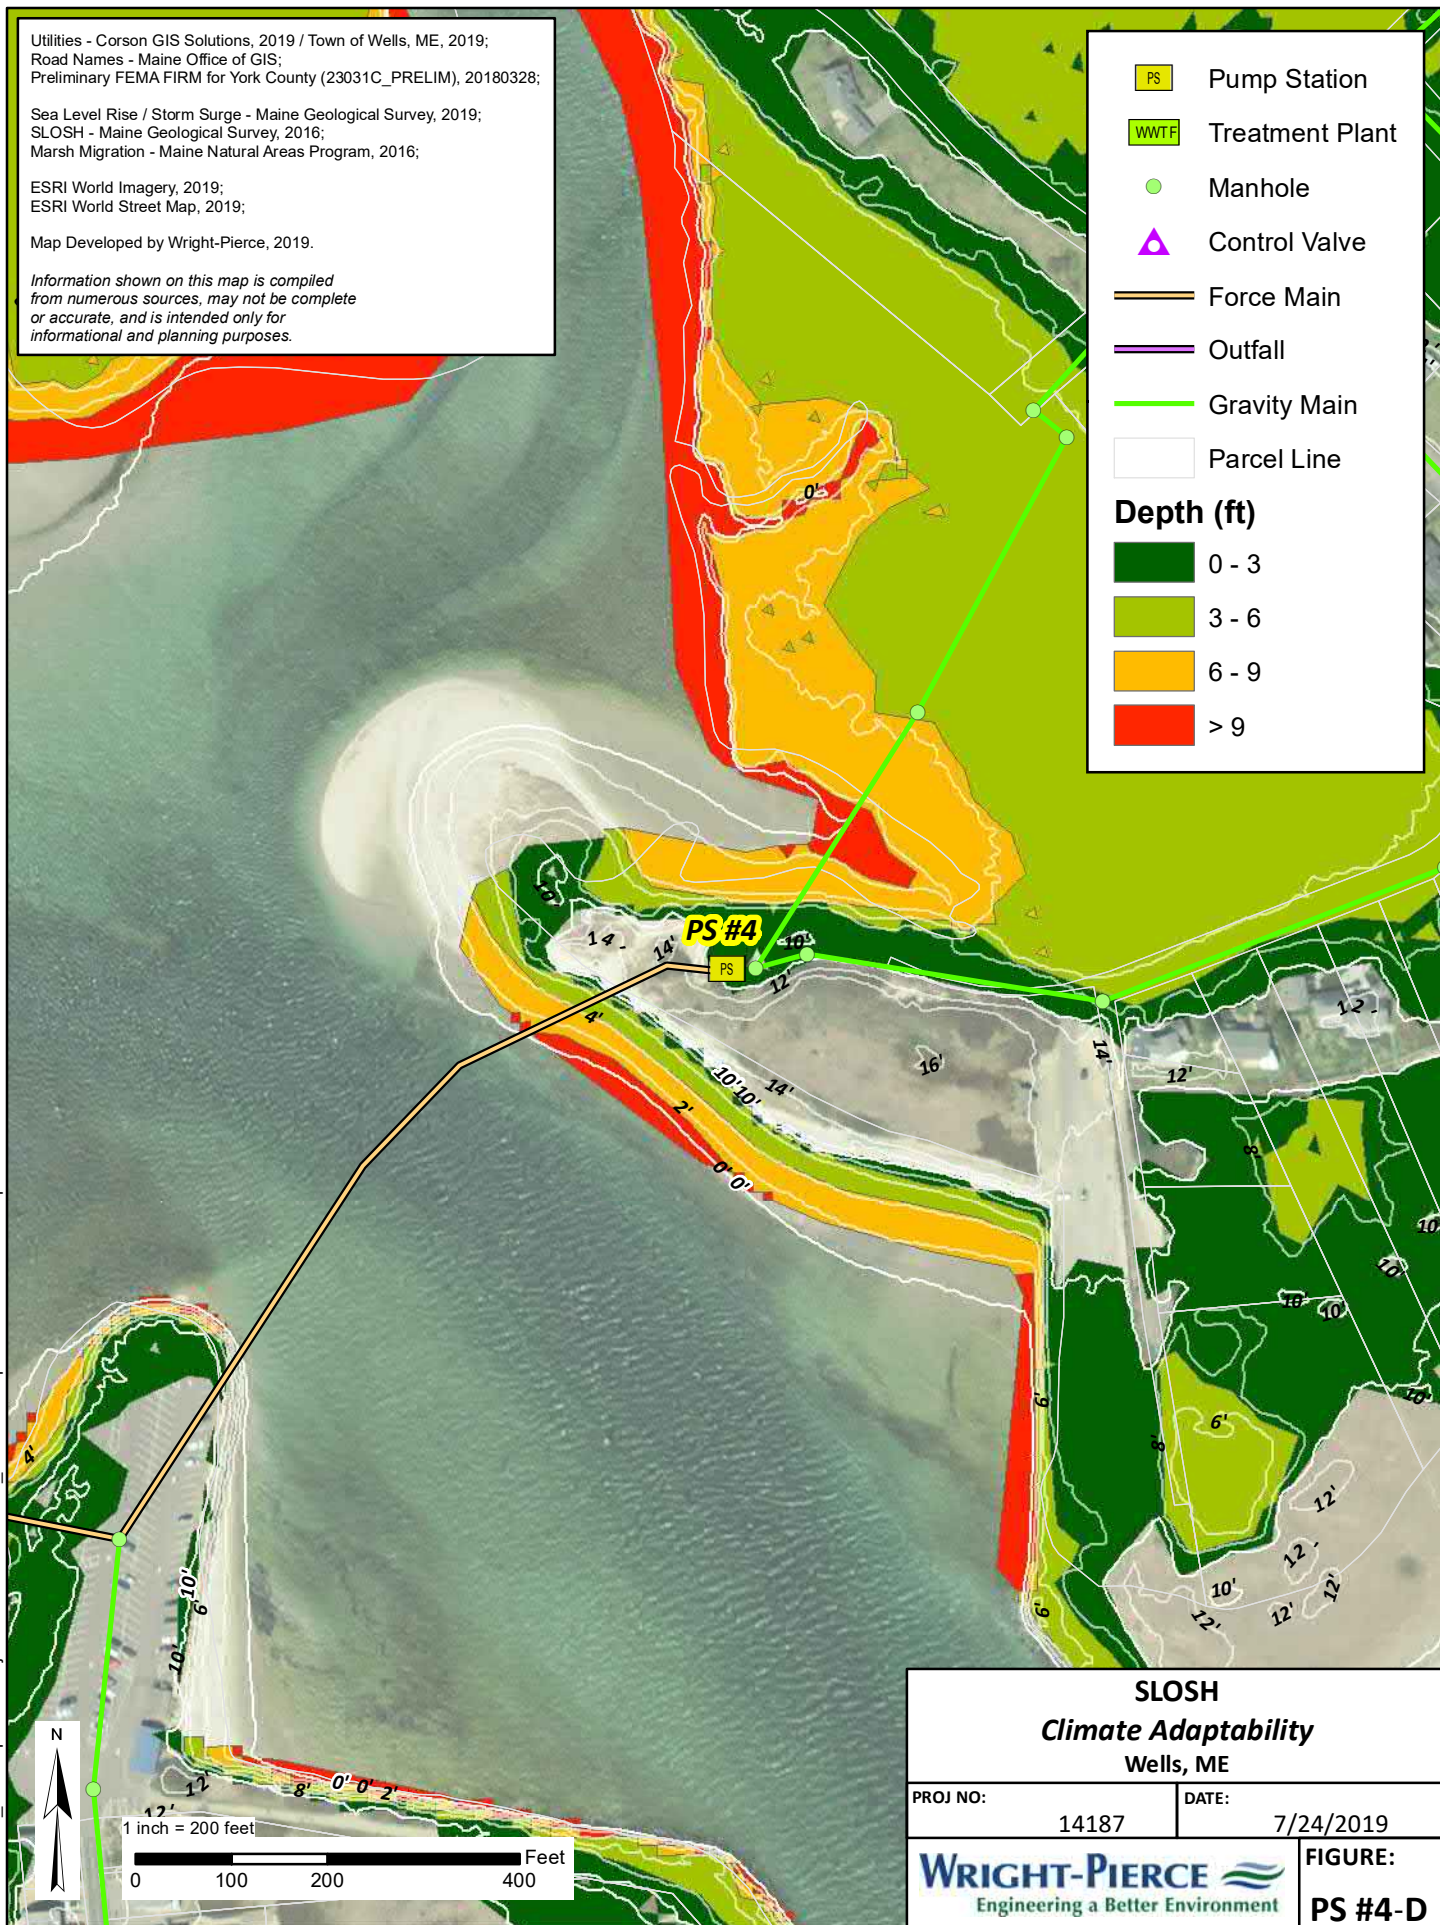 Utilities - Corson GIS Solutions, 2019 / Town of Wells, ME, 2019;
Road Names - Maine Office of GIS;
Preliminary FEMA FIRM for York County (23031C_PRELIM), 20180328;
Sea Level Rise / Storm Surge - Maine Geological Survey, 2019;
SLOSH - Maine Geological Survey, 2016;
Marsh Migration - Maine Natural Areas Program, 2016;
ESRI World Imagery, 2019;
ESRI World Street Map, 2019;
Map Developed by Wright-Pierce, 2019.
Information shown on this map is compiled
from numerous sources, may not be complete
or accurate, and is intended only for
informational and planning purposes.
PS Pump Station
WWTF Treatment Plant
Manhole
Control Valve
Force Main
Outfall
Gravity Main
Parcel Line
Depth (ft)
0 - 3
3 - 6
6 - 9
> 9
0'
10'
14'
14'
PS #4
PS
10'
12'
4'
10'10'
14'
16'
14'
12'
12'
2'
0' 0'
8'
10'
10'
10'
10'
10'
6'
6'
8'
12'
12'
10'
12'
12'
12'
6'
4'
10'
6'
10'
12'
12'
8'
0' 0' 2'
N
1 inch = 200 feet
Feet
0 100 200 400
SLOSH
Climate Adaptability
Wells, ME
PROJ NO:
14187
DATE:
7/24/2019
WRIGHT-PIERCE
Engineering a Better Environment
FIGURE:
PS #4-D